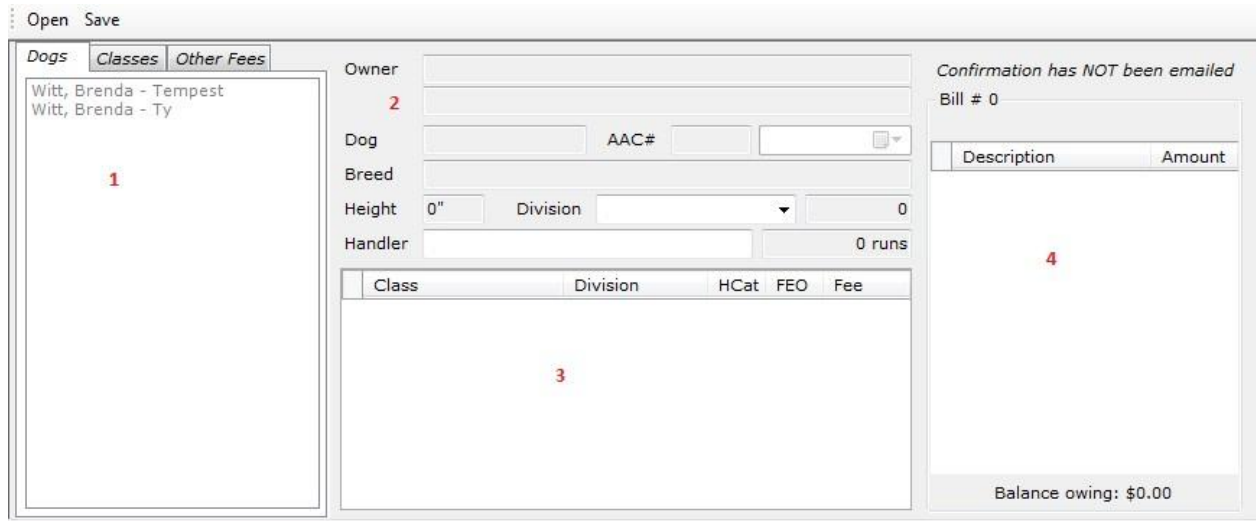 Open Save
Dogs Classes Other Fees
Witt, Brenda - Tempest
Witt, Brenda - Ty
1
Owner
2
Dog AAC#
Breed
Height 0" Division 0
Handler 0 runs
Class Division HCat FEO Fee
3
Confirmation has NOT been emailed
Bill # 0
Description Amount
4
Balance owing: $0.00